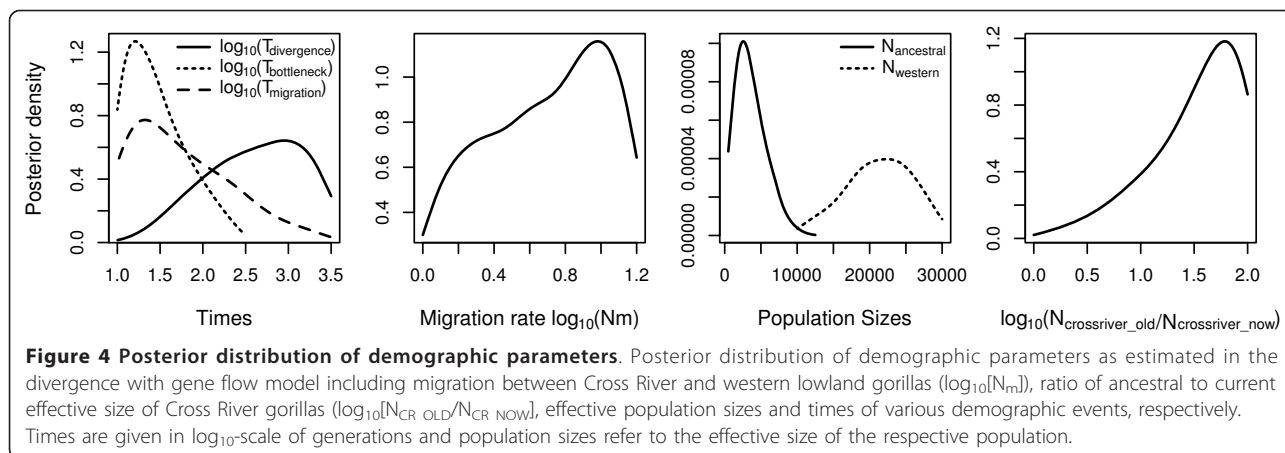 log10(Tdivergence)
log10(Tbottleneck)
log10(Tmigration)
Posterior density
0.0 0.4 0.8 1.2
1.0 1.5 2.0 2.5 3.0 3.5
Times
0.4 0.6 0.8 1.0
0.0 0.4 0.8 1.2
Migration rate log10(Nm)
Nancestral
Nwestern
0.00000 0.00004 0.00008
0 10000 20000 30000
Population Sizes
0.0 0.4 0.8 1.2
0.0 0.5 1.0 1.5 2.0
log10(Ncrossriver_old/Ncrossriver_now)
Figure 4 Posterior distribution of demographic parameters. Posterior distribution of demographic parameters as estimated in the
divergence with gene flow model including migration between Cross River and western lowland gorillas (log10[Nm]), ratio of ancestral to current
effective size of Cross River gorillas (log10[NCR OLD/NCR NOW], effective population sizes and times of various demographic events, respectively.
Times are given in log10-scale of generations and population sizes refer to the effective size of the respective population.